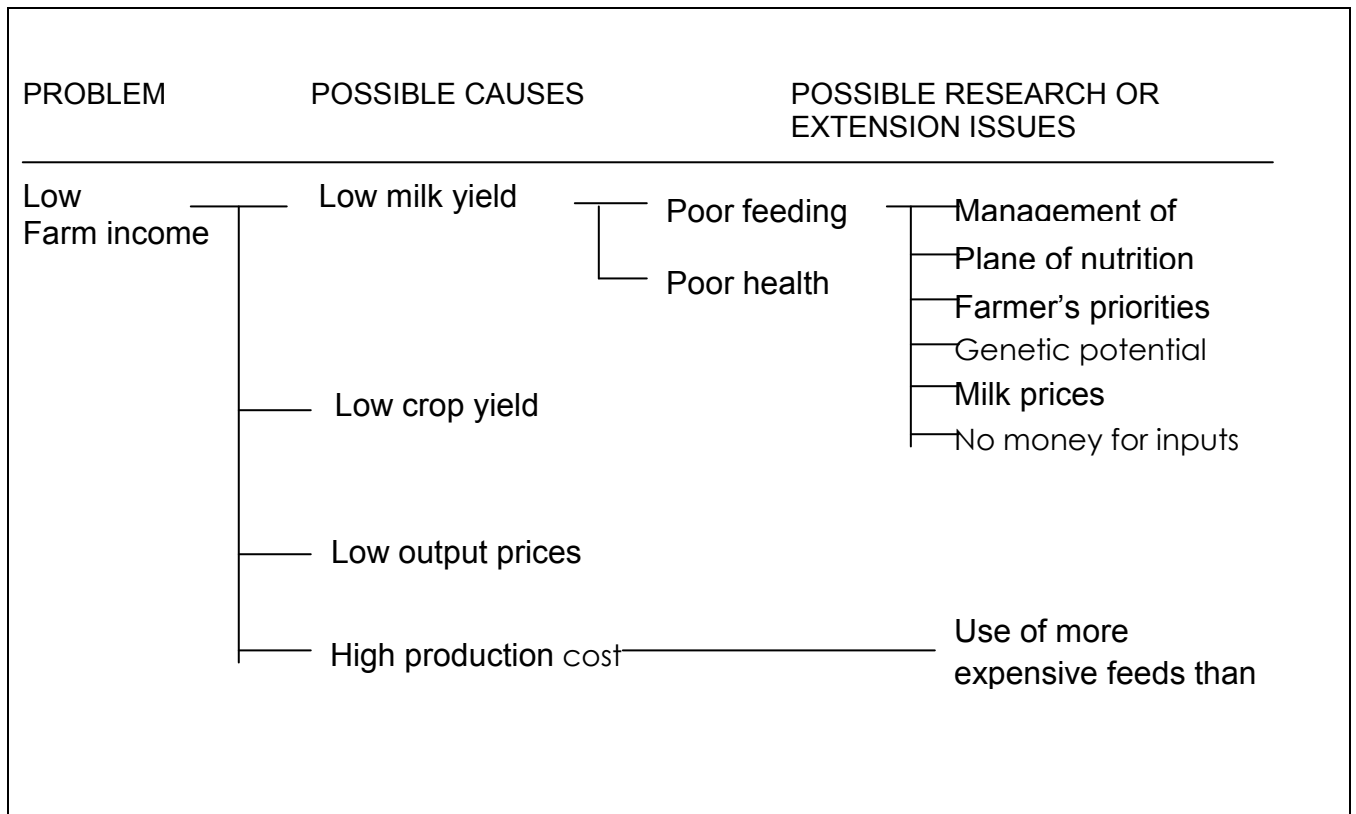 PROBLEM
POSSIBLE CAUSES
POSSIBLE RESEARCH OR
EXTENSION ISSUES
Low
Farm income
Low milk yield
Poor feeding
Poor health
Management of
Plane of nutrition
Farmer’s priorities
Genetic potential
Milk prices
No money for inputs
Low crop yield
Low output prices
High production cost
Use of more
expensive feeds than